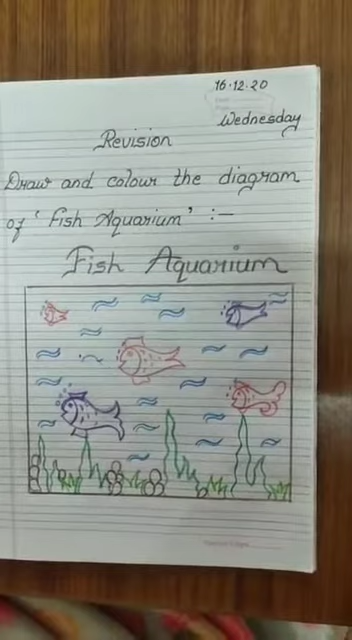 16.12.20
Wednesday
Revision
Draw and colour the diagram
of ' Fish Aquarium' :-
Fish Aquarium